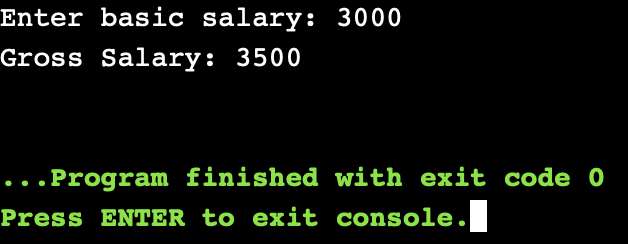 Enter basic salary: 3000
Gross Salary: 3500
...Program finished with exit code 0
Press ENTER to exit console.